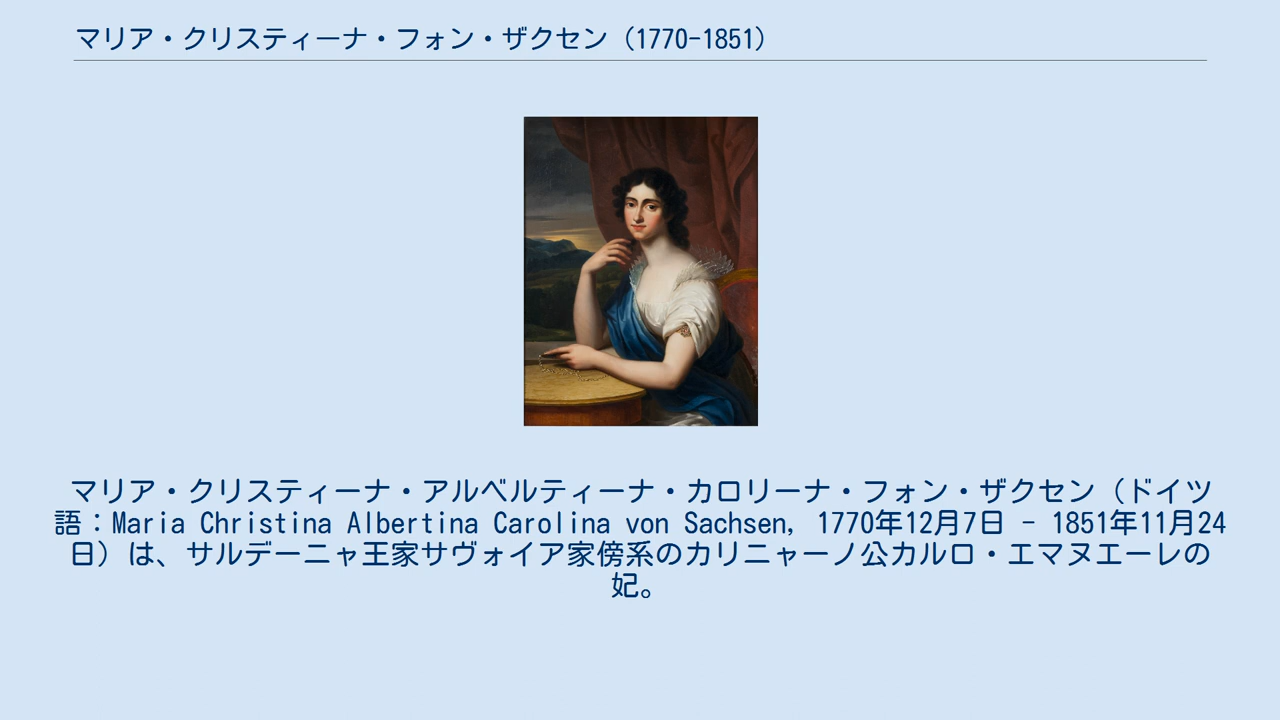 マリア・クリスティーナ・フォン・ザクセン（1770-1851）
マリア・クリスティーナ・アルベルティーナ・カロリーナ・フォン・ザクセン（ドイツ
語：Maria Christina Albertina Carolina von Sachsen, 1770年12月7日 - 1851年11月24
日）は、サルデーニャ王家サヴォイア家傍系のカリニャーノ公カルロ・エマヌエーレの
妃。